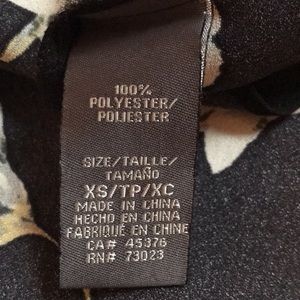 100%
POLYESTER/
POLIESTER
SIZE/TAILLE/
TAMAÑO
XS/TP/XC
MADE IN CHINA
HECHO EN CHINA
FABRIQUÉ EN CHINE
CA# 45376
RN# 73023